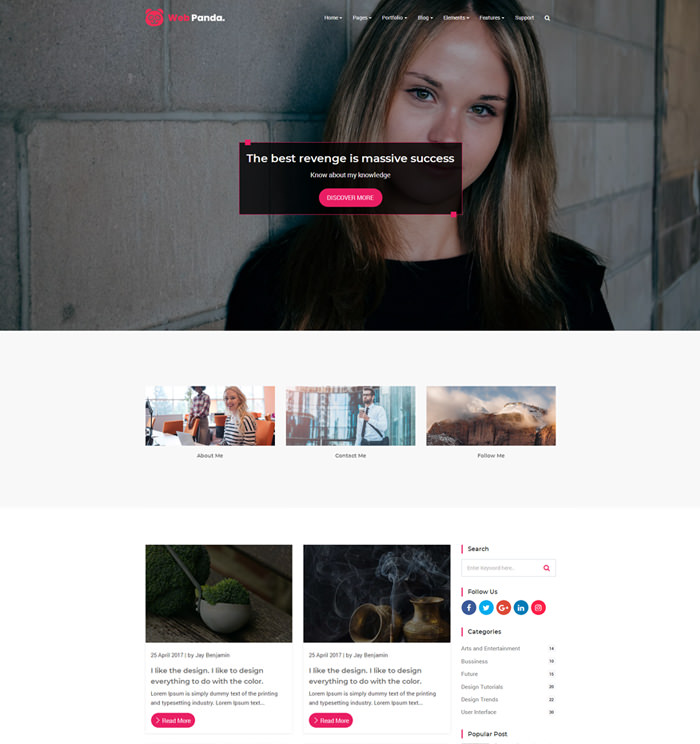 Web Panda.
Home Pages Portfolio Blog Elements Features Support
The best revenge is massive success
Know about my knowledge
DISCOVER MORE
About Me
Contact Me
Follow Me
25 April 2017 | by Jay Benjamin
I like the design. I like to design
everything to do with the color.
Lorem Ipsum is simply dummy text of the printing
and typesetting industry. Lorem Ipsum text...
Read More
25 April 2017 | by Jay Benjamin
I like the design. I like to design
everything to do with the color.
Lorem Ipsum is simply dummy text of the printing
and typesetting industry. Lorem Ipsum text...
Read More
Search
Enter Keyword here..
Follow Us
Categories
Arts and Entertainment 14
Bussiness 10
Future 15
Design Tutorials 20
Design Trends 22
User Interface 30
Popular Post